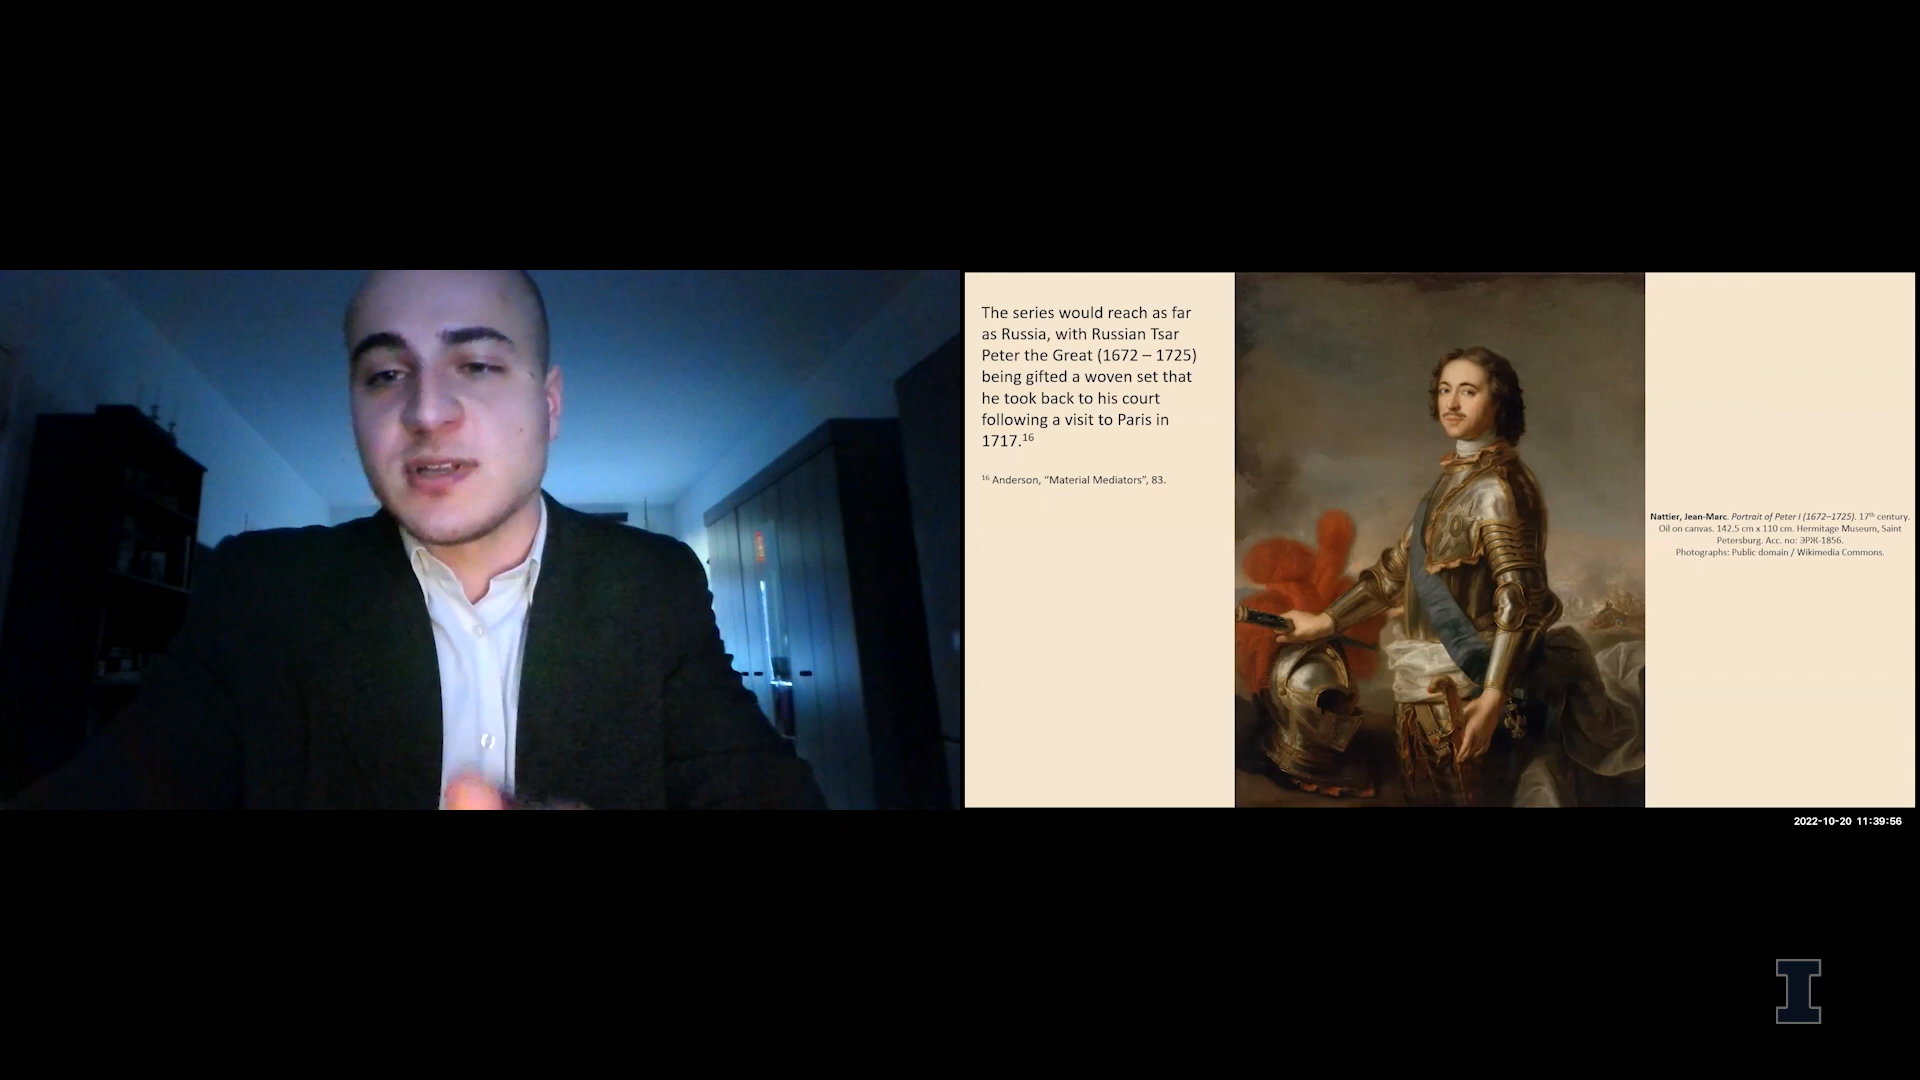 The series would reach as far
as Russia, with Russian Tsar
Peter the Great (1672 – 1725)
being gifted a woven set that
he took back to his court
following a visit to Paris in
1717.16
16 Anderson, “Material Mediators”, 83.
Nattier, Jean-Marc. Portrait of Peter I (1672–1725). 17th century.
Oil on canvas. 142.5 cm x 110 cm. Hermitage Museum, Saint
Petersburg. Acc. no: ЭРЖ-1856.
Photographs: Public domain / Wikimedia Commons.
2022-10-20 11:39:56
I